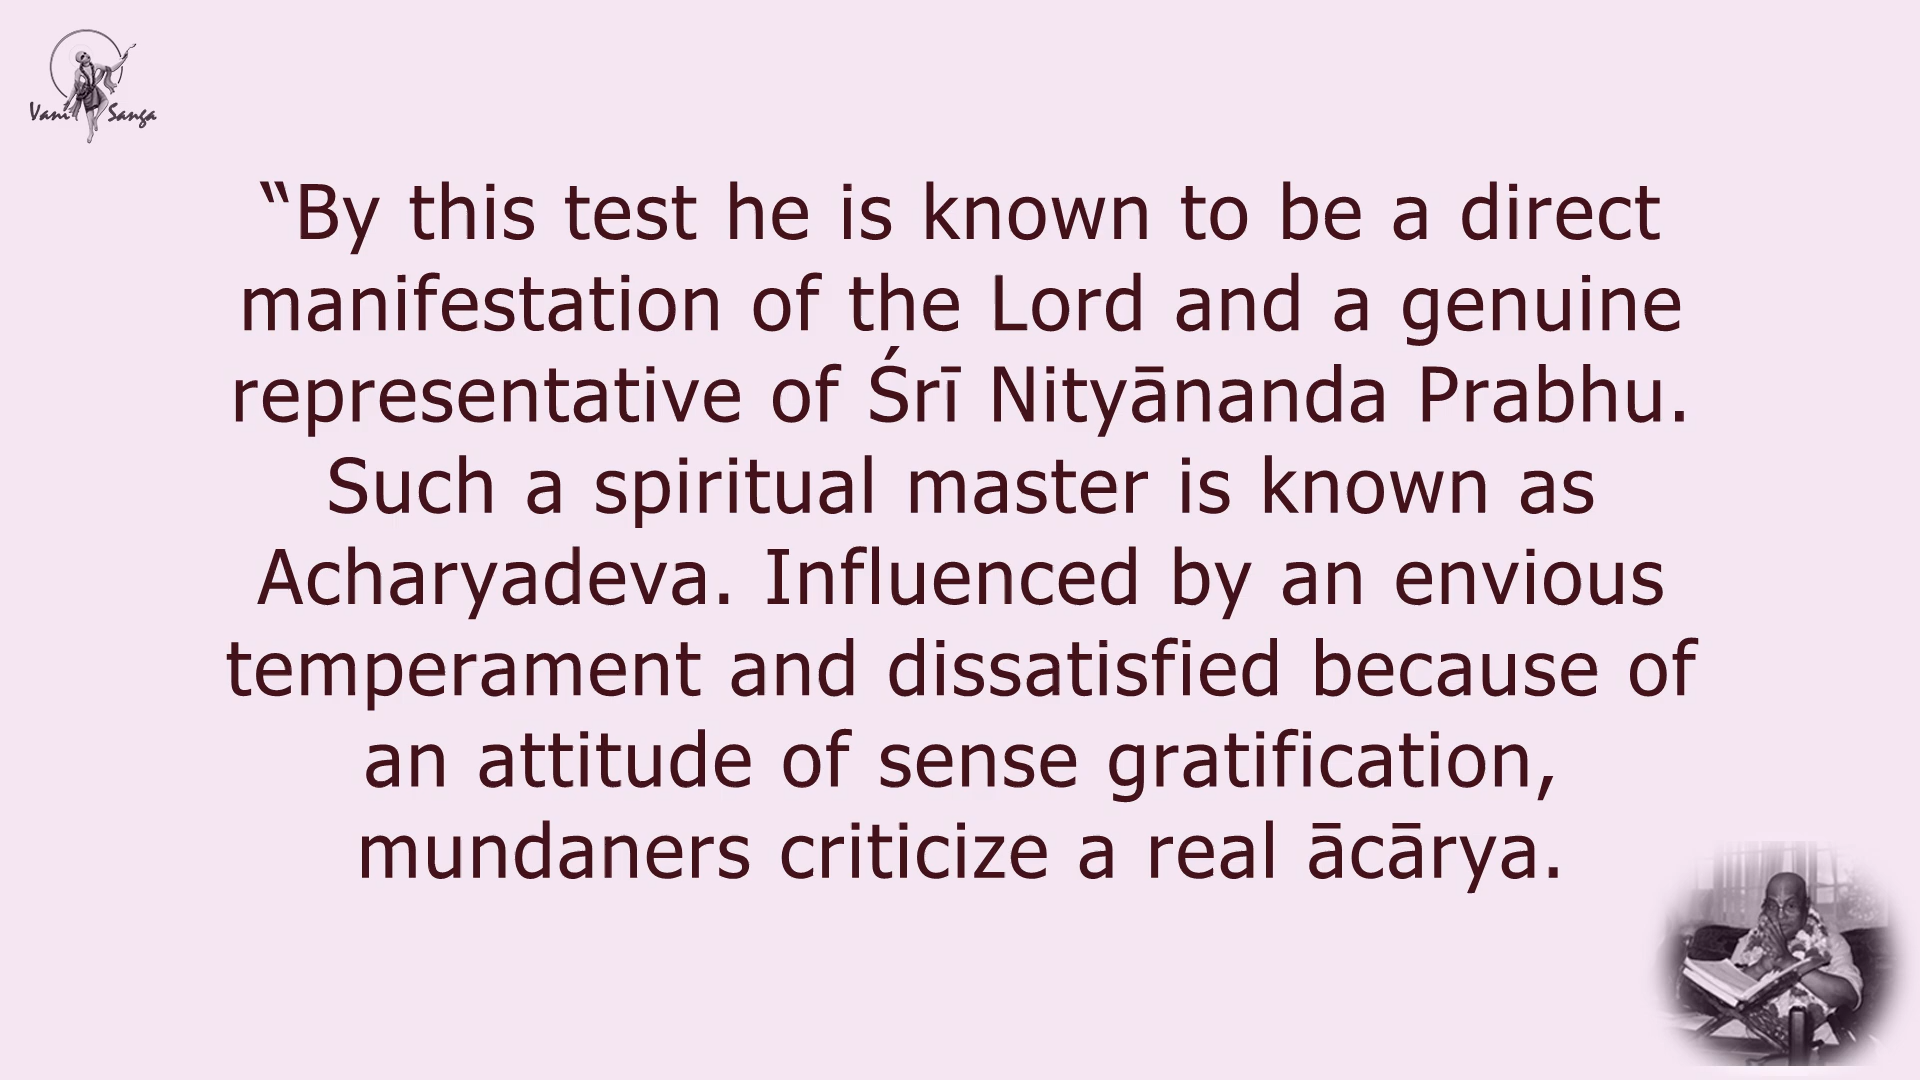 Vani Sanga
“By this test he is known to be a direct
manifestation of the Lord and a genuine
representative of Śrī Nityānanda Prabhu.
Such a spiritual master is known as
Acharyadeva. Influenced by an envious
temperament and dissatisfied because of
an attitude of sense gratification,
mundaners criticize a real ācārya.